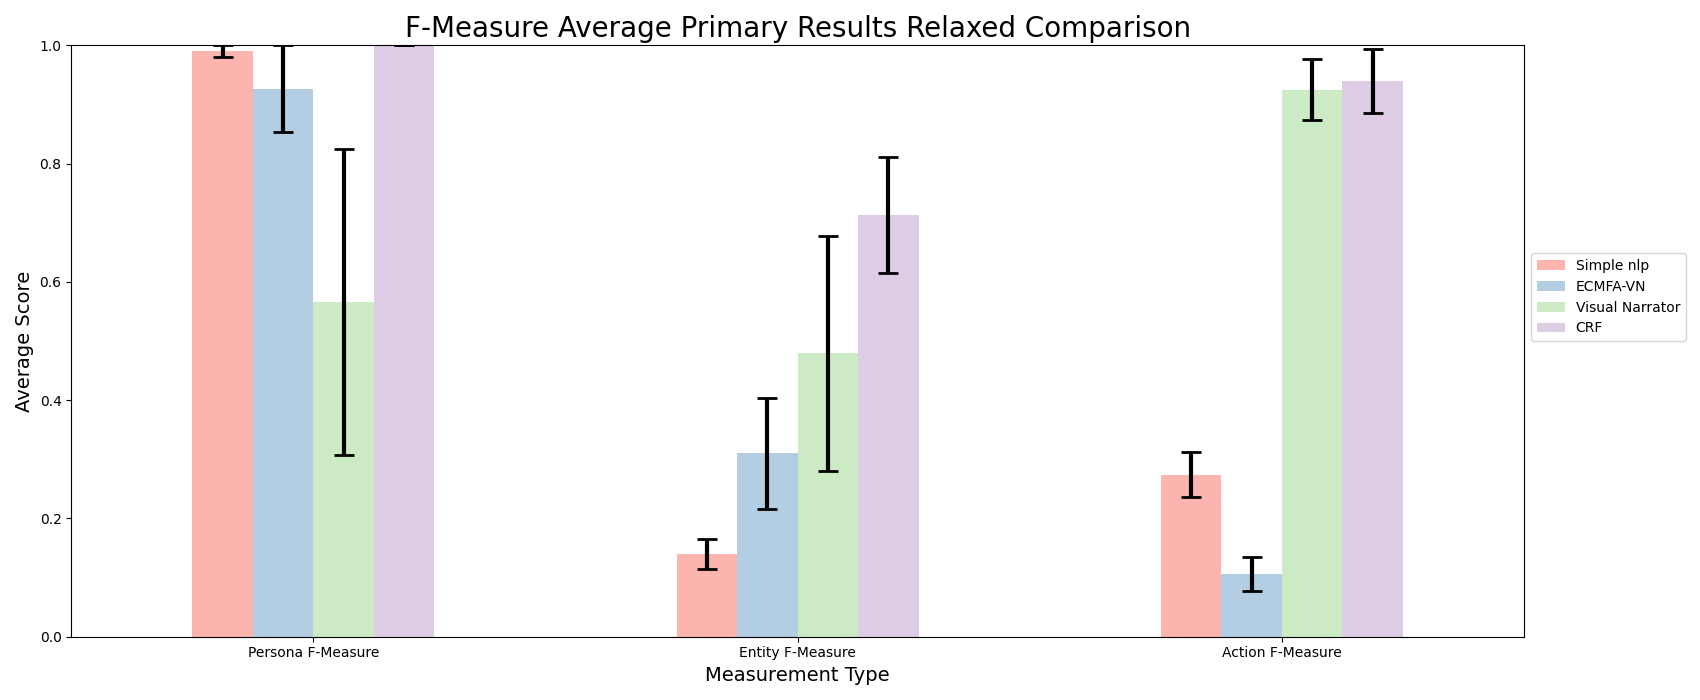 F-Measure Average Primary Results Relaxed Comparison
Average Score
1.0
0.8
0.6
0.4
0.2
0.0
Persona F-Measure
Entity F-Measure
Action F-Measure
Measurement Type
Simple nlp
ECMFA-VN
Visual Narrator
CRF